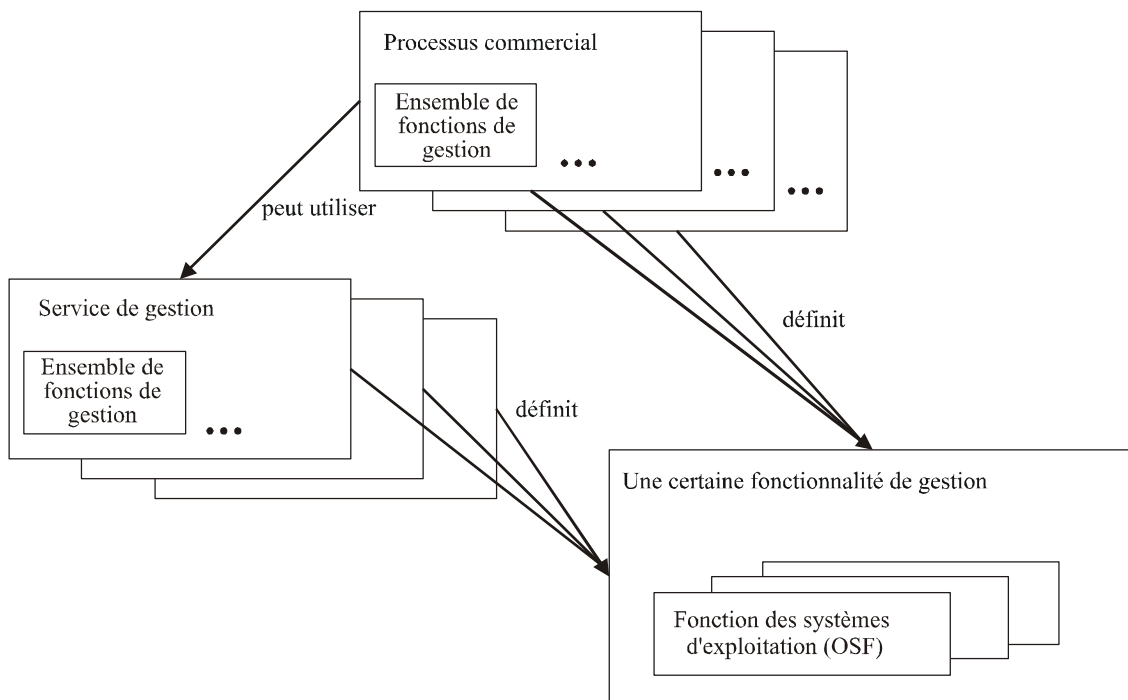 Processus commercial
Ensemble de
fonctions de
gestion
•••
•••
•••
peut utiliser
Service de gestion
Ensemble de
fonctions de
gestion
•••
définit
définit
Une certaine fonctionnalité de gestion
Fonction des systèmes
d'exploitation (OSF)